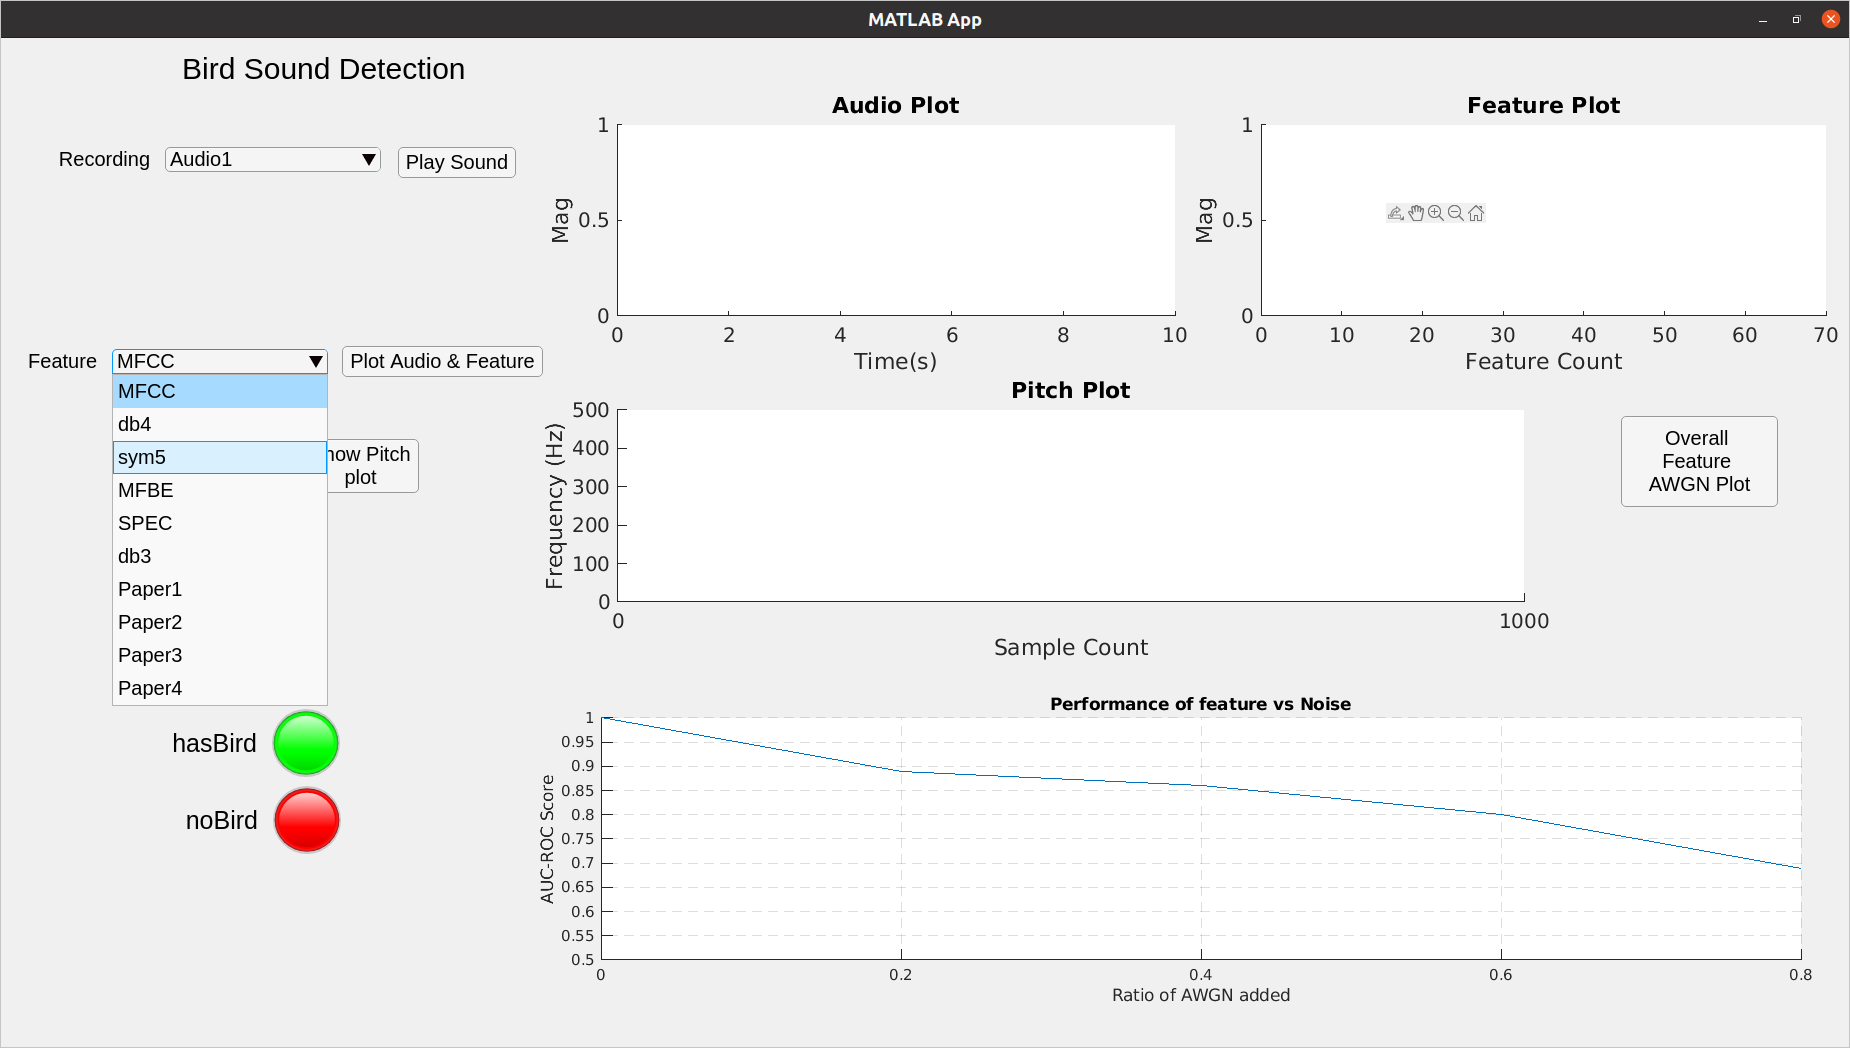 MATLAB App
Bird Sound Detection
Recording
Audio1
Play Sound
Feature
MFCC
Plot Audio & Feature
MFCC
db4
sym5
MFBE
SPEC
db3
Paper1
Paper2
Paper3
Paper4
Pitch
plot
hasBird
noBird
Audio Plot
Mag
1
0.5
0
0 2 4 6 8 10
Time(s)
Feature Plot
Mag
1
0.5
0
0 10 20 30 40 50 60 70
Feature Count
Pitch Plot
Frequency (Hz)
500
400
300
200
100
0
0 1000
Sample Count
Overall
Feature
AWGN Plot
Performance of feature vs Noise
AUC-ROC Score
1
0.95
0.9
0.85
0.8
0.75
0.7
0.65
0.6
0.55
0.5
0 0.2 0.4 0.6 0.8
Ratio of AWGN added